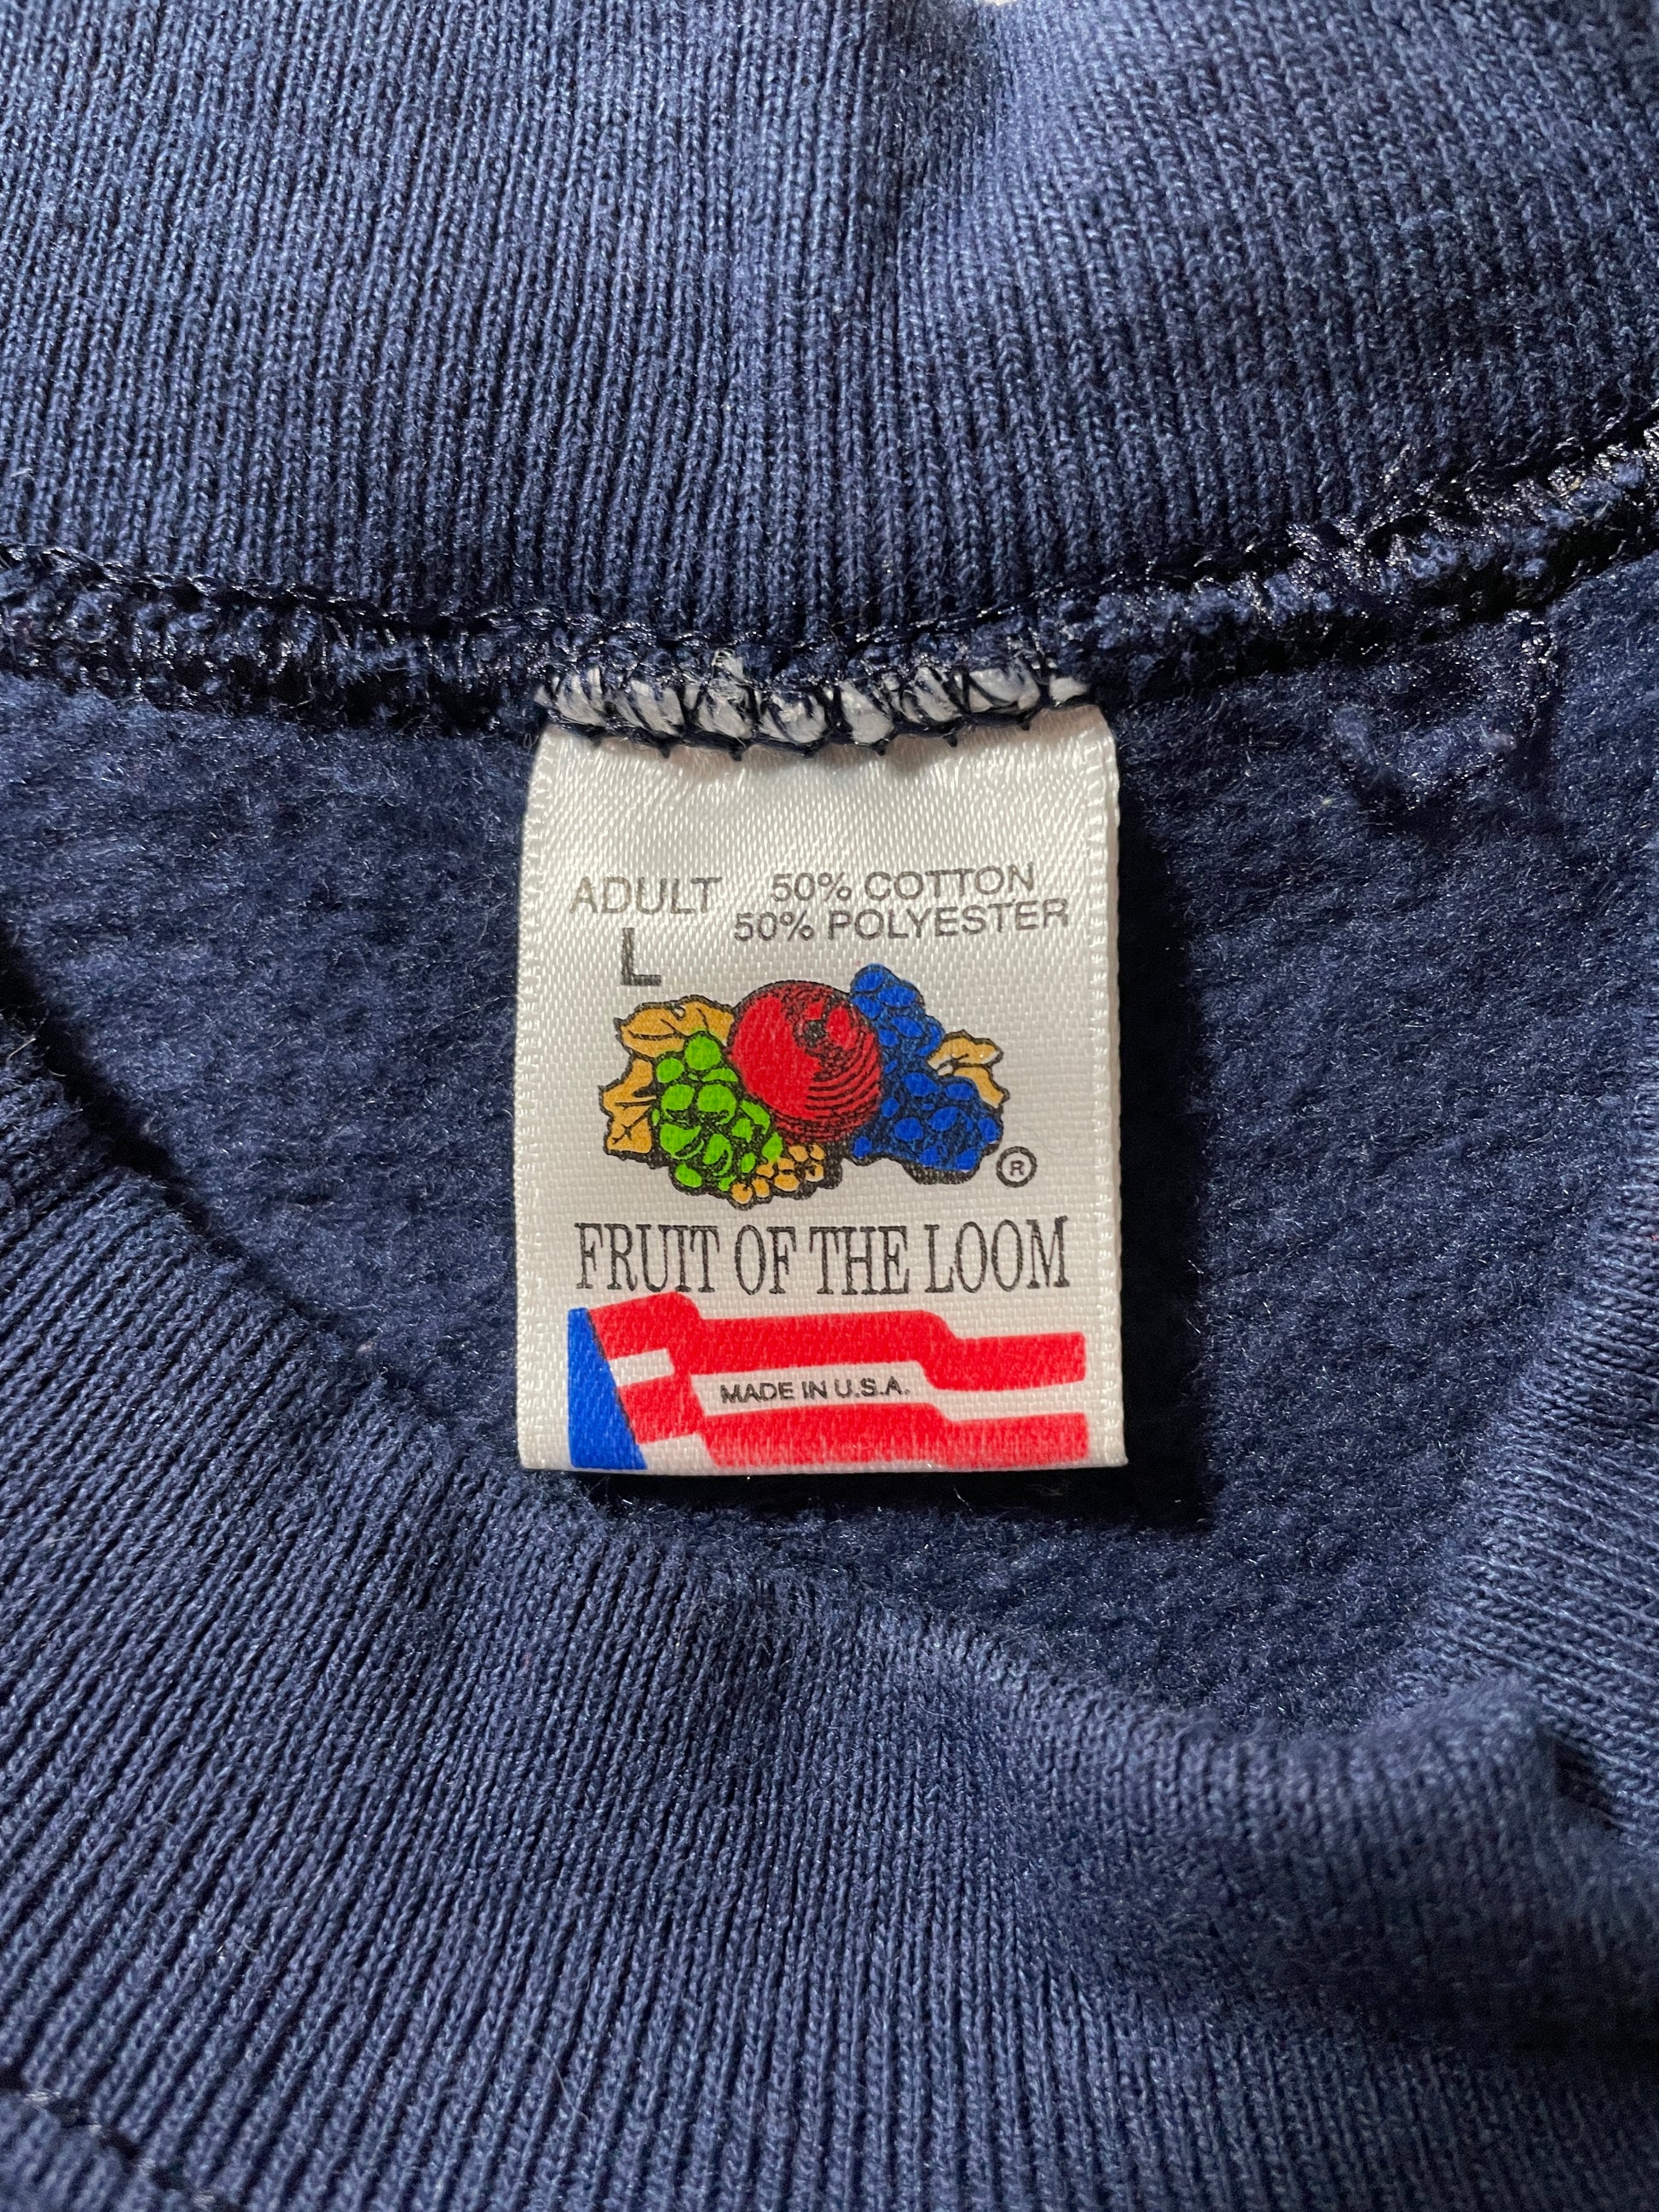 ADULT 50% COTTON
L 50% POLYESTER
®
FRUIT OF THE LOOM
MADE IN U.S.A.